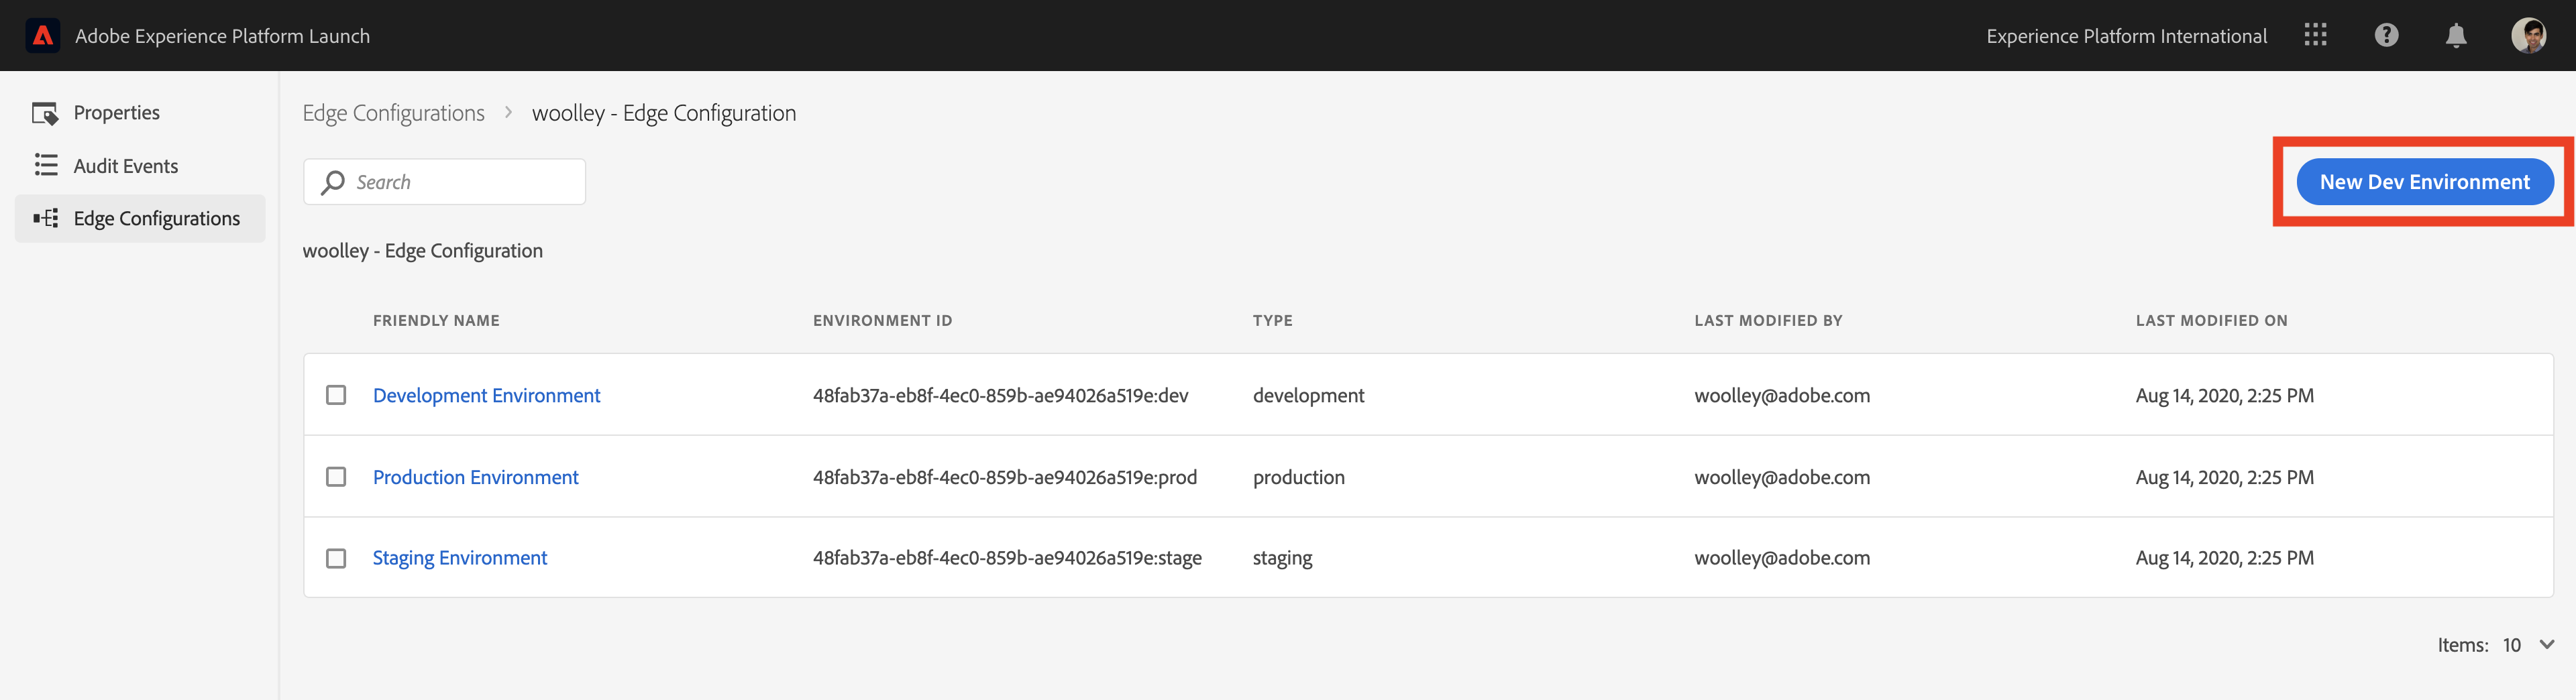 Adobe Experience Platform Launch
Experience Platform International
Properties
Audit Events
Edge Configurations
Edge Configurations > woolley - Edge Configuration
Search
New Dev Environment
woolley - Edge Configuration
FRIENDLY NAME ENVIRONMENT ID TYPE LAST MODIFIED BY LAST MODIFIED ON
Development Environment 48fab37a-eb8f-4ec0-859b-ae94026a519e:dev development woolley@adobe.com Aug 14, 2020, 2:25 PM
Production Environment 48fab37a-eb8f-4ec0-859b-ae94026a519e:prod production woolley@adobe.com Aug 14, 2020, 2:25 PM
Staging Environment 48fab37a-eb8f-4ec0-859b-ae94026a519e:stage staging woolley@adobe.com Aug 14, 2020, 2:25 PM
Items: 10